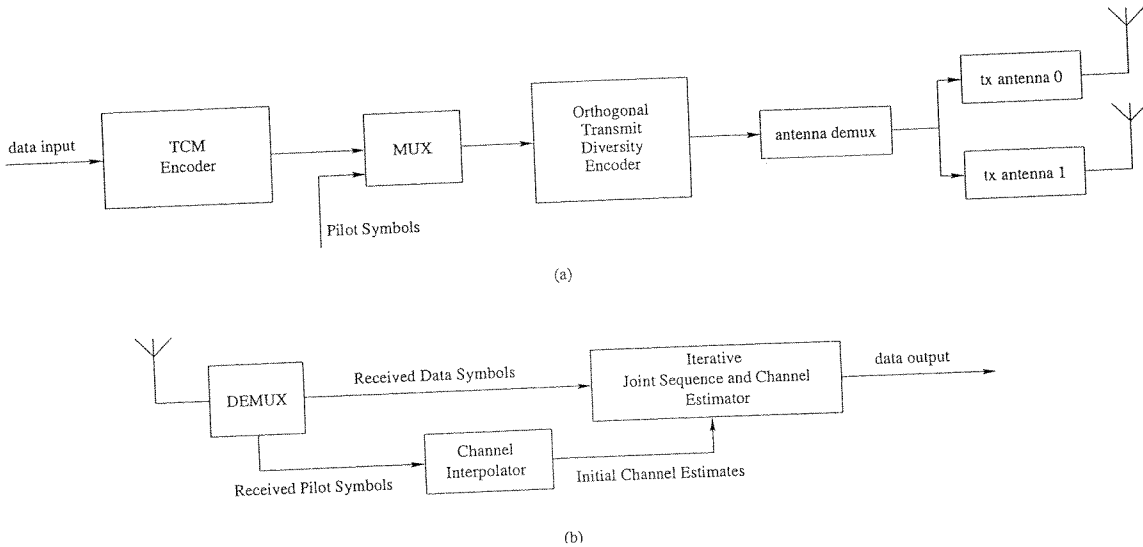 data input
TCM
Encoder
Pilot Symbols
MUX
Orthogonal
Transmit
Diversity
Encoder
antenna demux
tx antenna 0
tx antenna 1
(a)
DEMUX
Received Data Symbols
Received Pilot Symbols
Channel
Interpolator
Initial Channel Estimates
Iterative
Joint Sequence and Channel
Estimator
data output
(b)